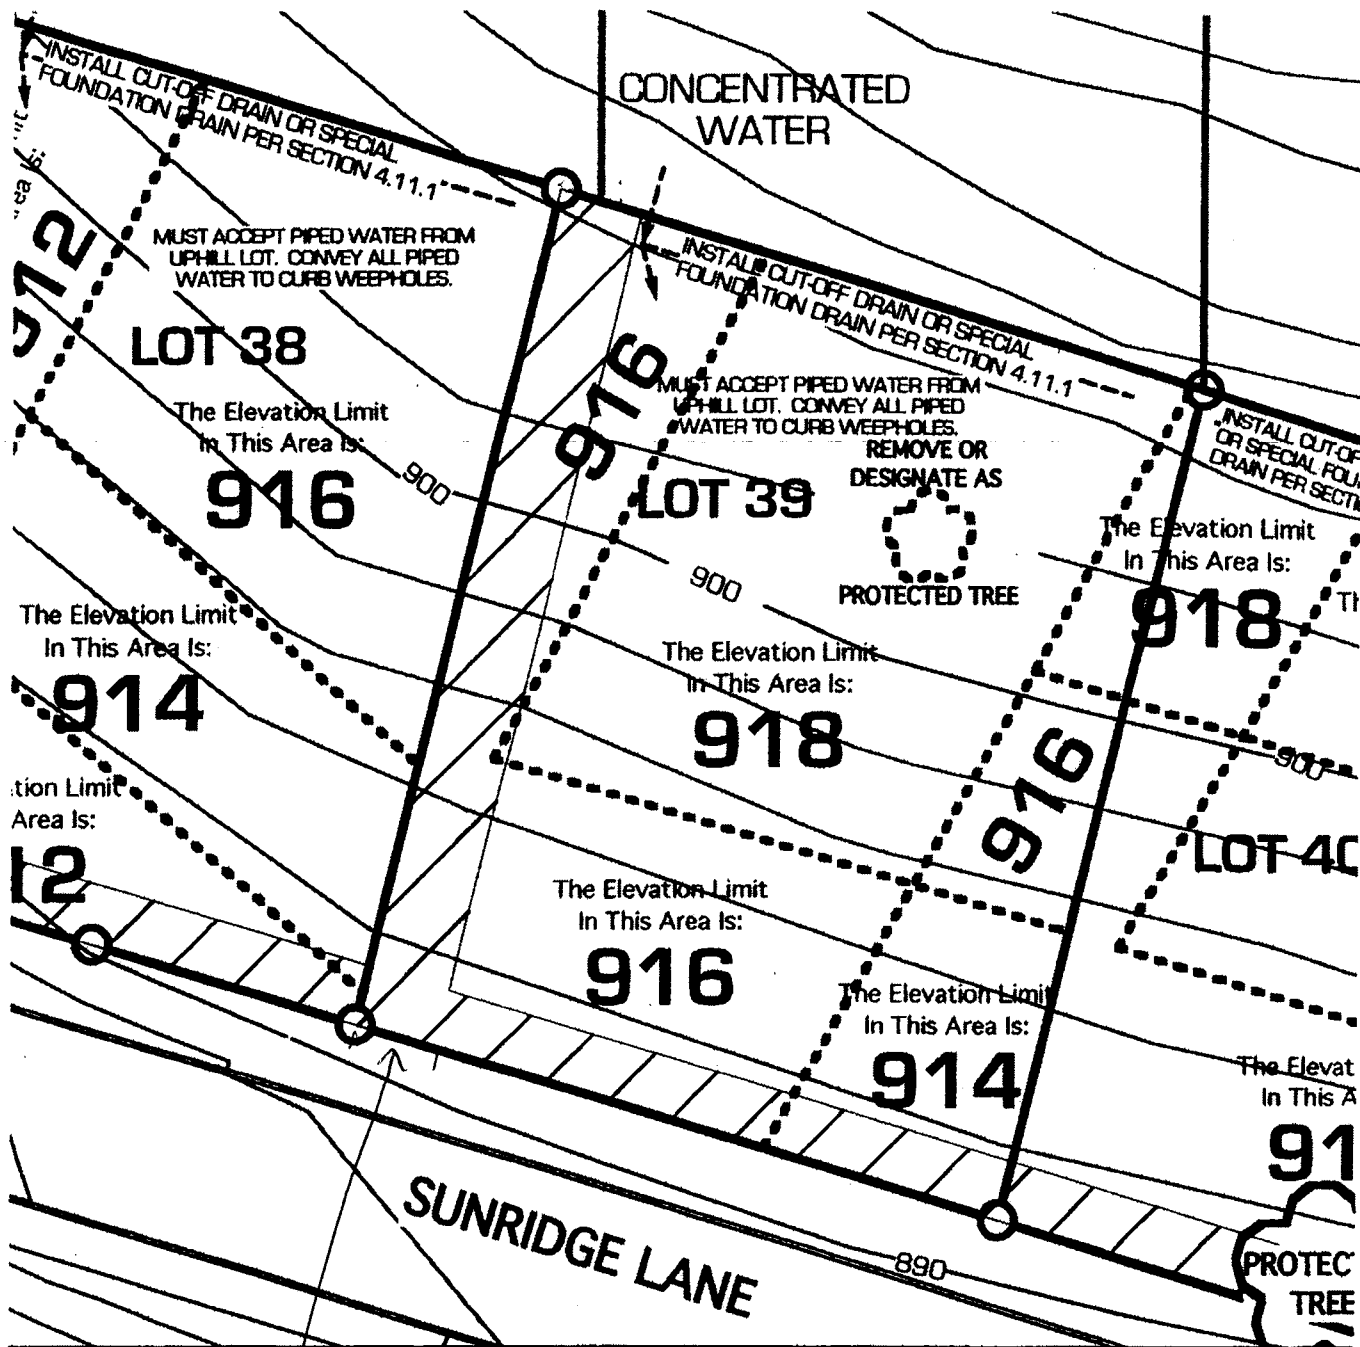 CONCENTRATED
WATER
INSTALL CUT-OFF DRAIN OR SPECIAL
FOUNDATION DRAIN PER SECTION 4.11.1
912
MUST ACCEPT PIPED WATER FROM
UPHILL LOT. CONVEY ALL PIPED
WATER TO CURB WEEPHOLES.
LOT 38
The Elevation Limit
In This Area Is:
916
900
The Elevation Limit
In This Area Is:
914
tion Limit
Area Is:
12
916
INSTALL CUT-OFF DRAIN OR SPECIAL
FOUNDATION DRAIN PER SECTION 4.11.1
MUST ACCEPT PIPED WATER FROM
UPHILL LOT. CONVEY ALL PIPED
WATER TO CURB WEEPHOLES.
REMOVE OR
DESIGNATE AS
PROTECTED TREE
LOT 39
900
The Elevation Limit
In This Area Is:
918
The Elevation Limit
In This Area Is:
916
916
The Elevation Limit
In This Area Is:
914
INSTALL CUT-OF
OR SPECIAL FOU
DRAIN PER SECTI
The Elevation Limit
In This Area Is:
918
Th
900
LOT 40
The Elevat
In This A
91
PROTEC
TREE
SUNRIDGE LANE
890